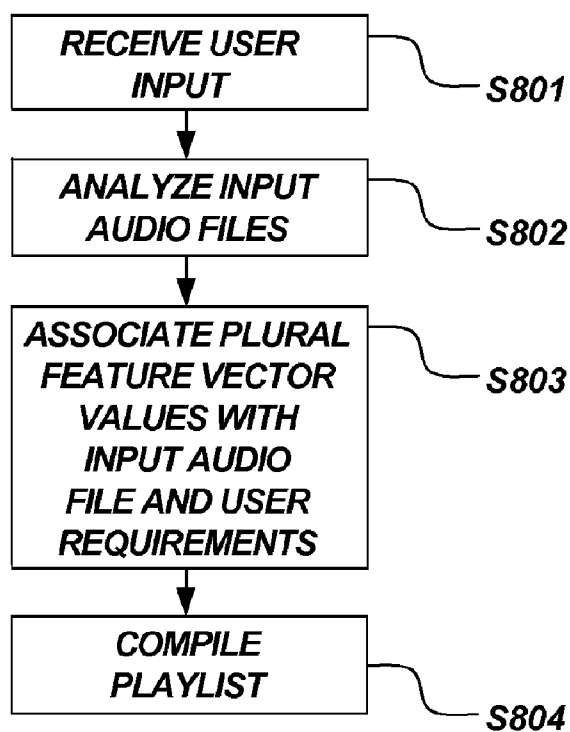 RECEIVE USER
INPUT
S801
ANALYZE INPUT
AUDIO FILES
S802
ASSOCIATE PLURAL
FEATURE VECTOR
VALUES WITH
INPUT AUDIO
FILE AND USER
REQUIREMENTS
S803
COMPILE
PLAYLIST
S804